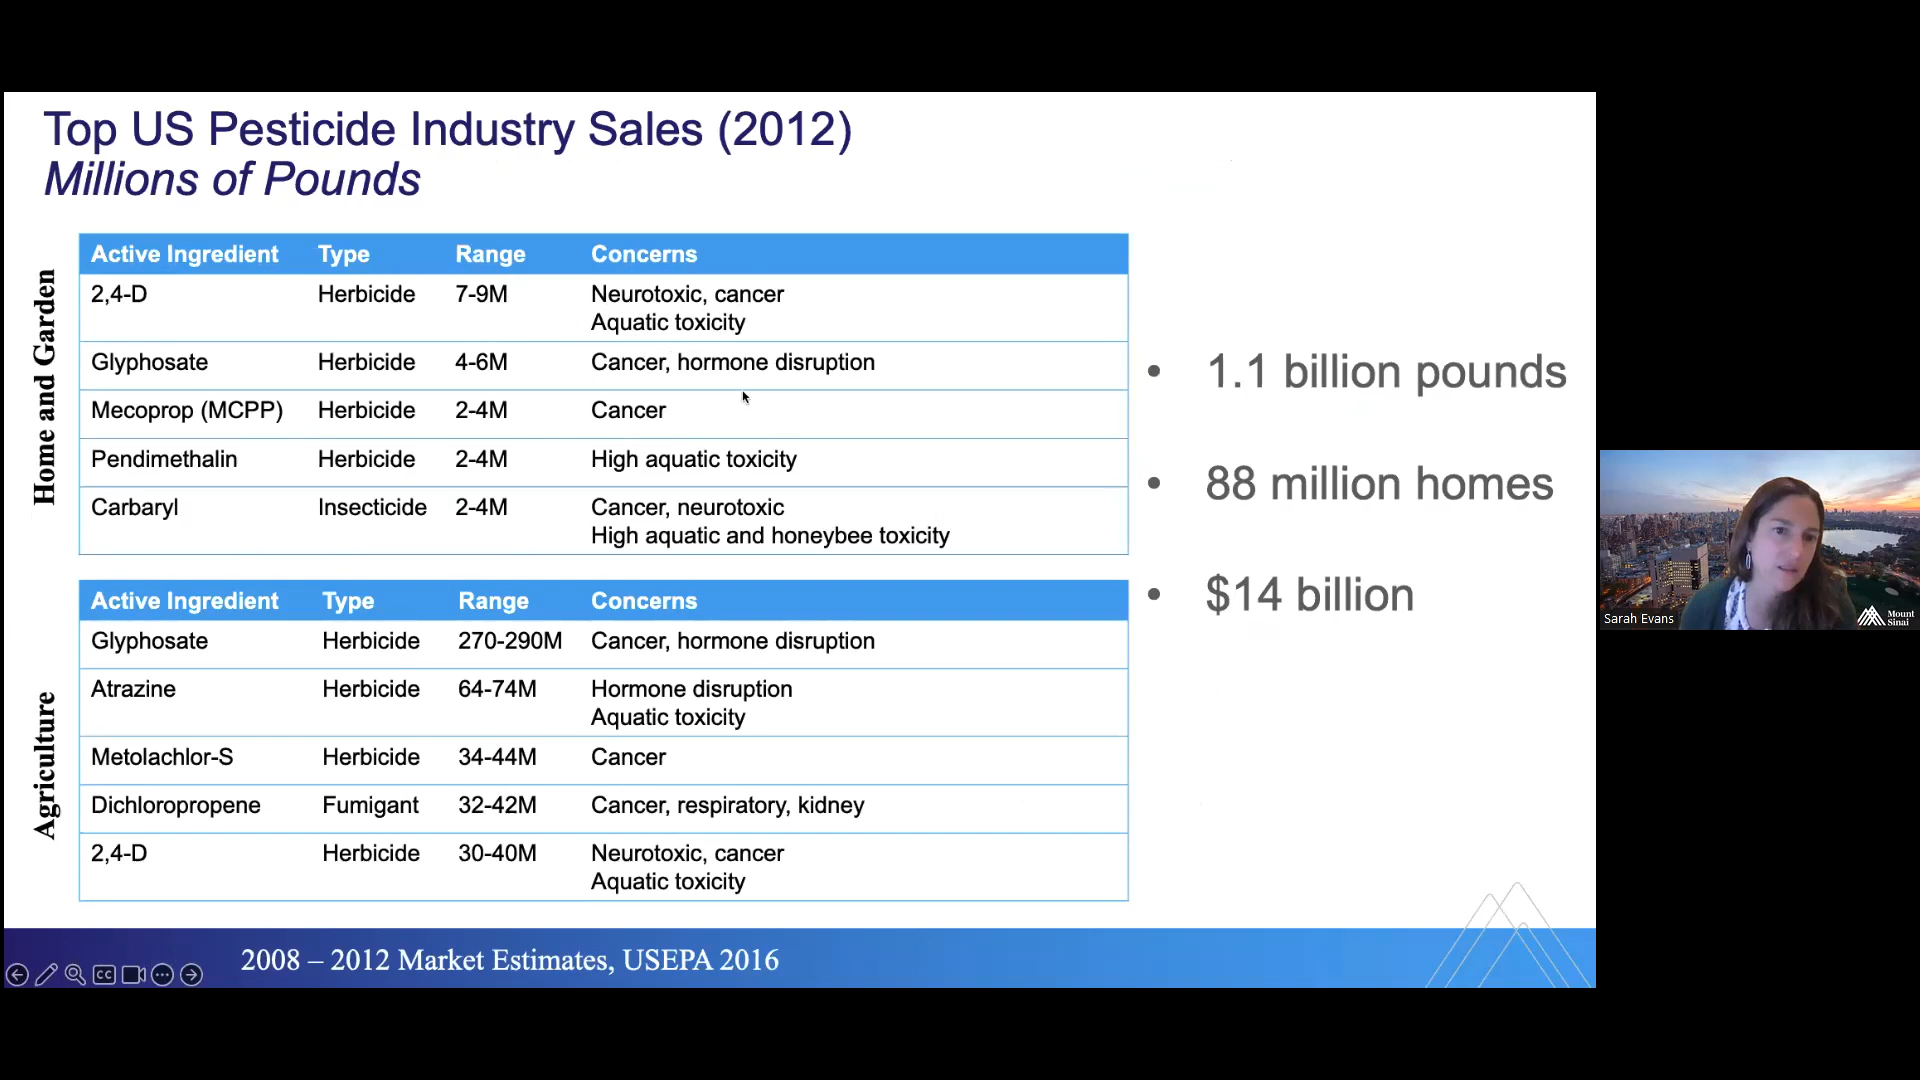 Top US Pesticide Industry Sales (2012)
Millions of Pounds
Home and Garden
Active Ingredient Type Range Concerns
2,4-D Herbicide 7-9M Neurotoxic, cancer
Aquatic toxicity
Glyphosate Herbicide 4-6M Cancer, hormone disruption
Mecoprop (MCPP) Herbicide 2-4M Cancer
Pendimethalin Herbicide 2-4M High aquatic toxicity
Carbaryl Insecticide 2-4M Cancer, neurotoxic
High aquatic and honeybee toxicity
Agriculture
Active Ingredient Type Range Concerns
Glyphosate Herbicide 270-290M Cancer, hormone disruption
Atrazine Herbicide 64-74M Hormone disruption
Aquatic toxicity
Metolachlor-S Herbicide 34-44M Cancer
Dichloropropene Fumigant 32-42M Cancer, respiratory, kidney
2,4-D Herbicide 30-40M Neurotoxic, cancer
Aquatic toxicity
• 1.1 billion pounds
• 88 million homes
• $14 billion
2008 – 2012 Market Estimates, USEPA 2016
CC
Sarah Evans
Mount
Sinai